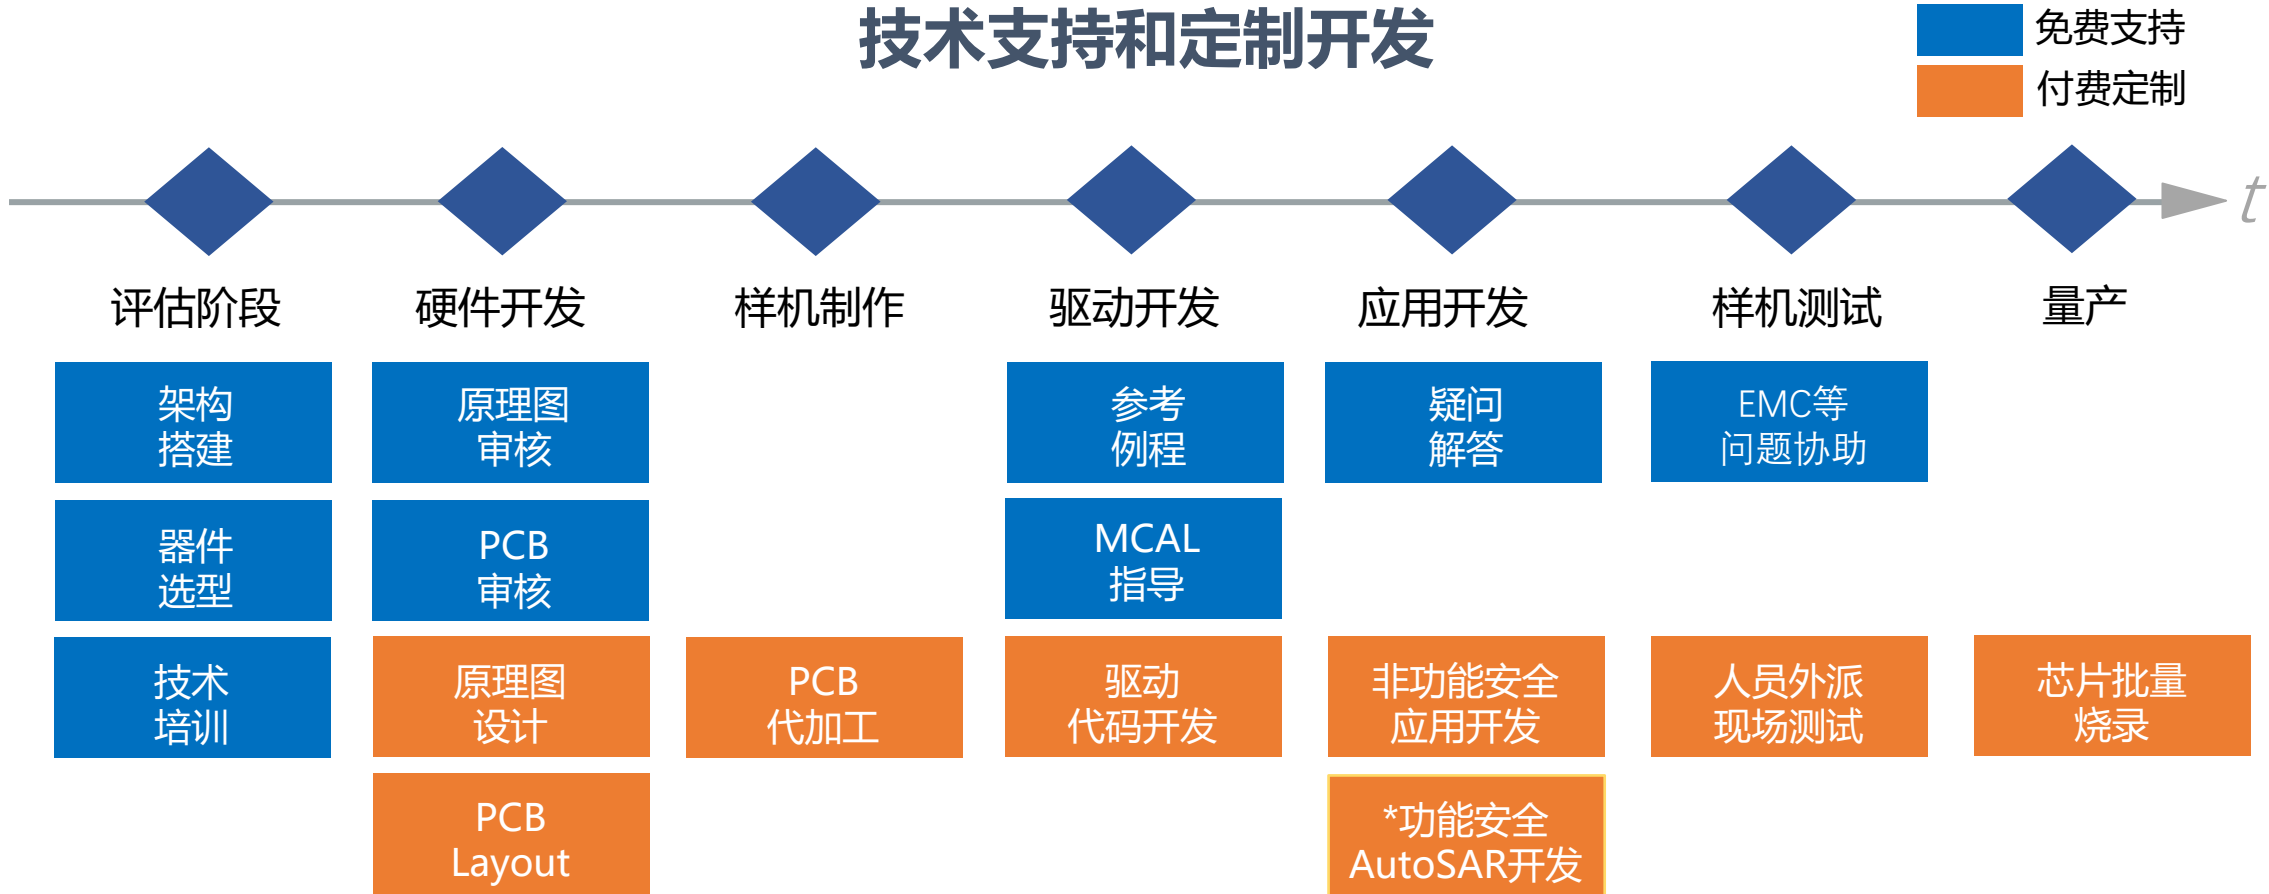 技术支持和定制开发
免费支持
付费定制
t
评估阶段
硬件开发
样机制作
驱动开发
应用开发
样机测试
量产
架构
搭建
原理图
审核
参考
例程
疑问
解答
EMC等
问题协助
器件
选型
PCB
审核
MCAL
指导
技术
培训
原理图
设计
PCB
代加工
驱动
代码开发
非功能安全
应用开发
人员外派
现场测试
芯片批量
烧录
PCB
Layout
*功能安全
AutoSAR开发